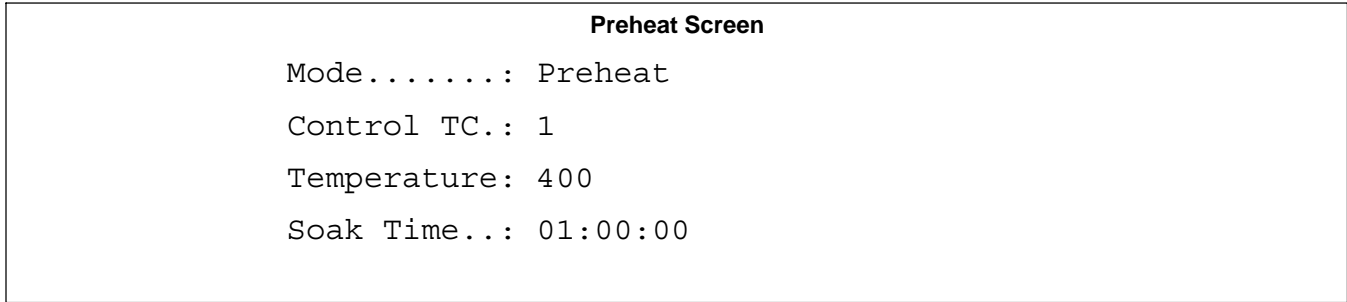 Preheat Screen
Mode.......: Preheat
Control TC.: 1
Temperature: 400
Soak Time..: 01:00:00